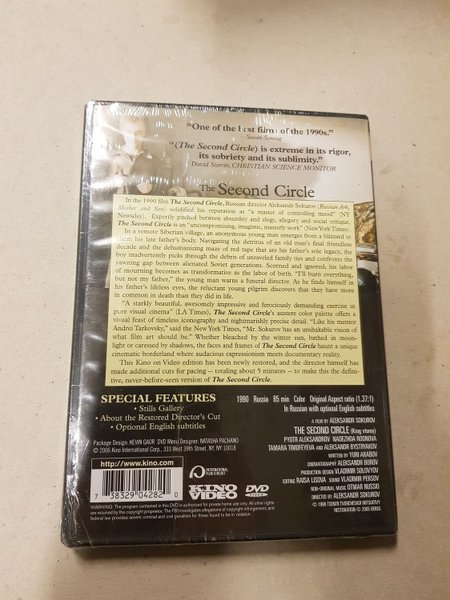 "One of the best films of the 1990s."
Susan Sontag
"(The Second Circle) is extreme in its rigor,
its sobriety and its sublimity."
David Sterritt, CHRISTIAN SCIENCE MONITOR
The Second Circle
In the 1990 film The Second Circle, Russian director Aleksandr Sokurov (Russian Ark,
Mother and Son) solidified his reputation as "a master of controlling mood" (NY
Newsday). Expertly pitched between absurdity and elegy, allegory and social critique,
The Second Circle is an "uncompromising, imagistic, masterly work" (New York Times).
In a remote Siberian village, an anonymous young man emerges from a blizzard to
claim his late father's body. Navigating the detritus of an old man's final friendless
decade and the dehumanizing maze of red tape that are his father's sole legacy, the
boy inadvertently picks through the debris of unraveled family ties and confronts the
yawning gap between alienated Soviet generations. Scorned and ignored, his labor
of mourning becomes as transformative as the labor of birth. "I'll burn everything,
but not my father," the young man warns a funeral director. As he finds himself in
his father's lifeless eyes, the reluctant young pilgrim discovers that they have more
in common in death than they did in life.
"A starkly beautiful, awesomely impressive and ferociously demanding exercise in
pure visual cinema" (LA Times), The Second Circle's austere color palette offers a
visual feast of timeless iconography and nightmarishly precise detail. "Like his mentor
Andrei Tarkovsky," said the New York Times, "Mr. Sokurov has an unshakable vision of
what film art should be." Whether bleached by the winter sun, bathed in moon-
light or caressed by shadows, the faces and frames of The Second Circle haunt a unique
cinematic borderland where audacious expressionism meets documentary reality.
This Kino on Video edition has been newly restored, and the director himself has
made additional cuts for pacing -- totaling about 5 minutes -- to make this the defini-
tive, never-before-seen version of The Second Circle.
SPECIAL FEATURES
• Stills Gallery
• About the Restored Director's Cut
• Optional English subtitles
1990 Russia 85 min Color Original Aspect ratio (1.37:1)
In Russian with optional English subtitles
A FILM BY ALEKSANDR SOKUROV
THE SECOND CIRCLE (Krug vtoroy)
PYOTR ALEKSANDROV NADEZHDA RODNOVA
TAMARA TIMOFEYEVA and ALEKSANDR BYSTRYAKOV
WRITTEN BY YURI ARABOV
CINEMATOGRAPHY ALEKSANDR BUROV
PRODUCTION DESIGN VLADIMIR SOLOVYOV
EDITING RAISA LISOVA SOUND VLADIMIR PERSOV
NON-ORIGINAL MUSIC OTMAR NUSSIO
DIRECTED BY ALEKSANDR SOKUROV
Package Design: KEVIN GAOR DVD Menu Designer: NATASHA PACHANO
© 2006 Kino International Corp., 333 West 39th Street, NY, NY 10018
http://www.kino.com
7 38329 04282 0
INTERNATIONAL
FILM CIRCUIT
KINO
VIDEO
DVD
VIDEO